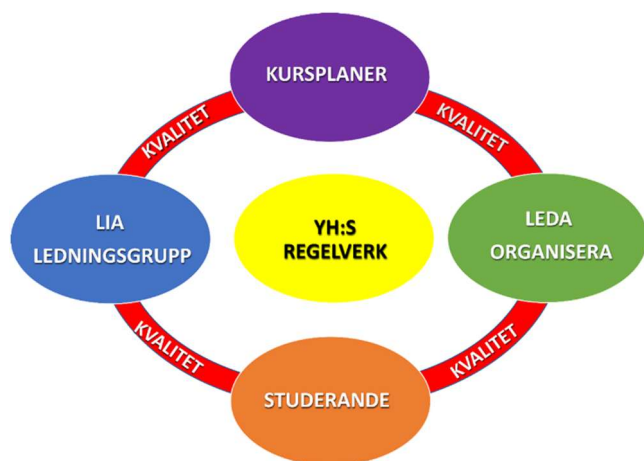 KURSPLANER
KVALITET
KVALITET
LIA
LEDNINGSGRUPP
YH:S
REGELVERK
LEDA
ORGANISERA
KVALITET
KVALITET
STUDERANDE